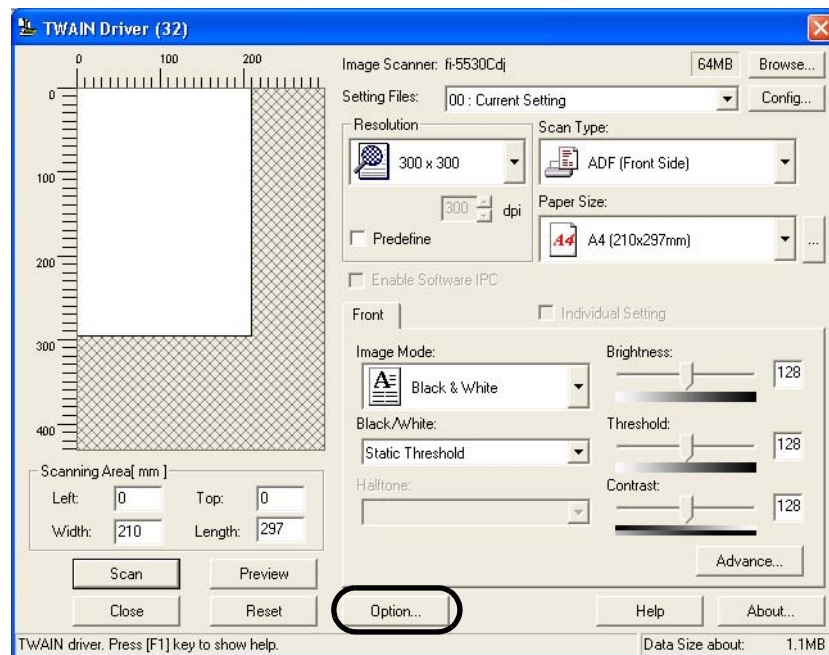 TWAIN Driver (32)
0 100 200
0
100
200
300
400
Image Scanner: fi-5530Cdj 64MB Browse...
Setting Files: 00 : Current Setting Config...
Resolution
300 x 300
300 dpi
Predefine
Scan Type:
ADF (Front Side)
Paper Size:
A4 A4 (210x297mm) ...
Enable Software IPC
Front Individual Setting
Image Mode:
A Black & White
Black/White:
Static Threshold
Halftone:
Brightness:
128
Threshold:
128
Contrast:
128
Advance...
Scanning Area[ mm ]
Left: 0 Top: 0
Width: 210 Length: 297
Scan Preview
Close Reset Option... Help About...
TWAIN driver. Press [F1] key to show help. Data Size about: 1.1MB